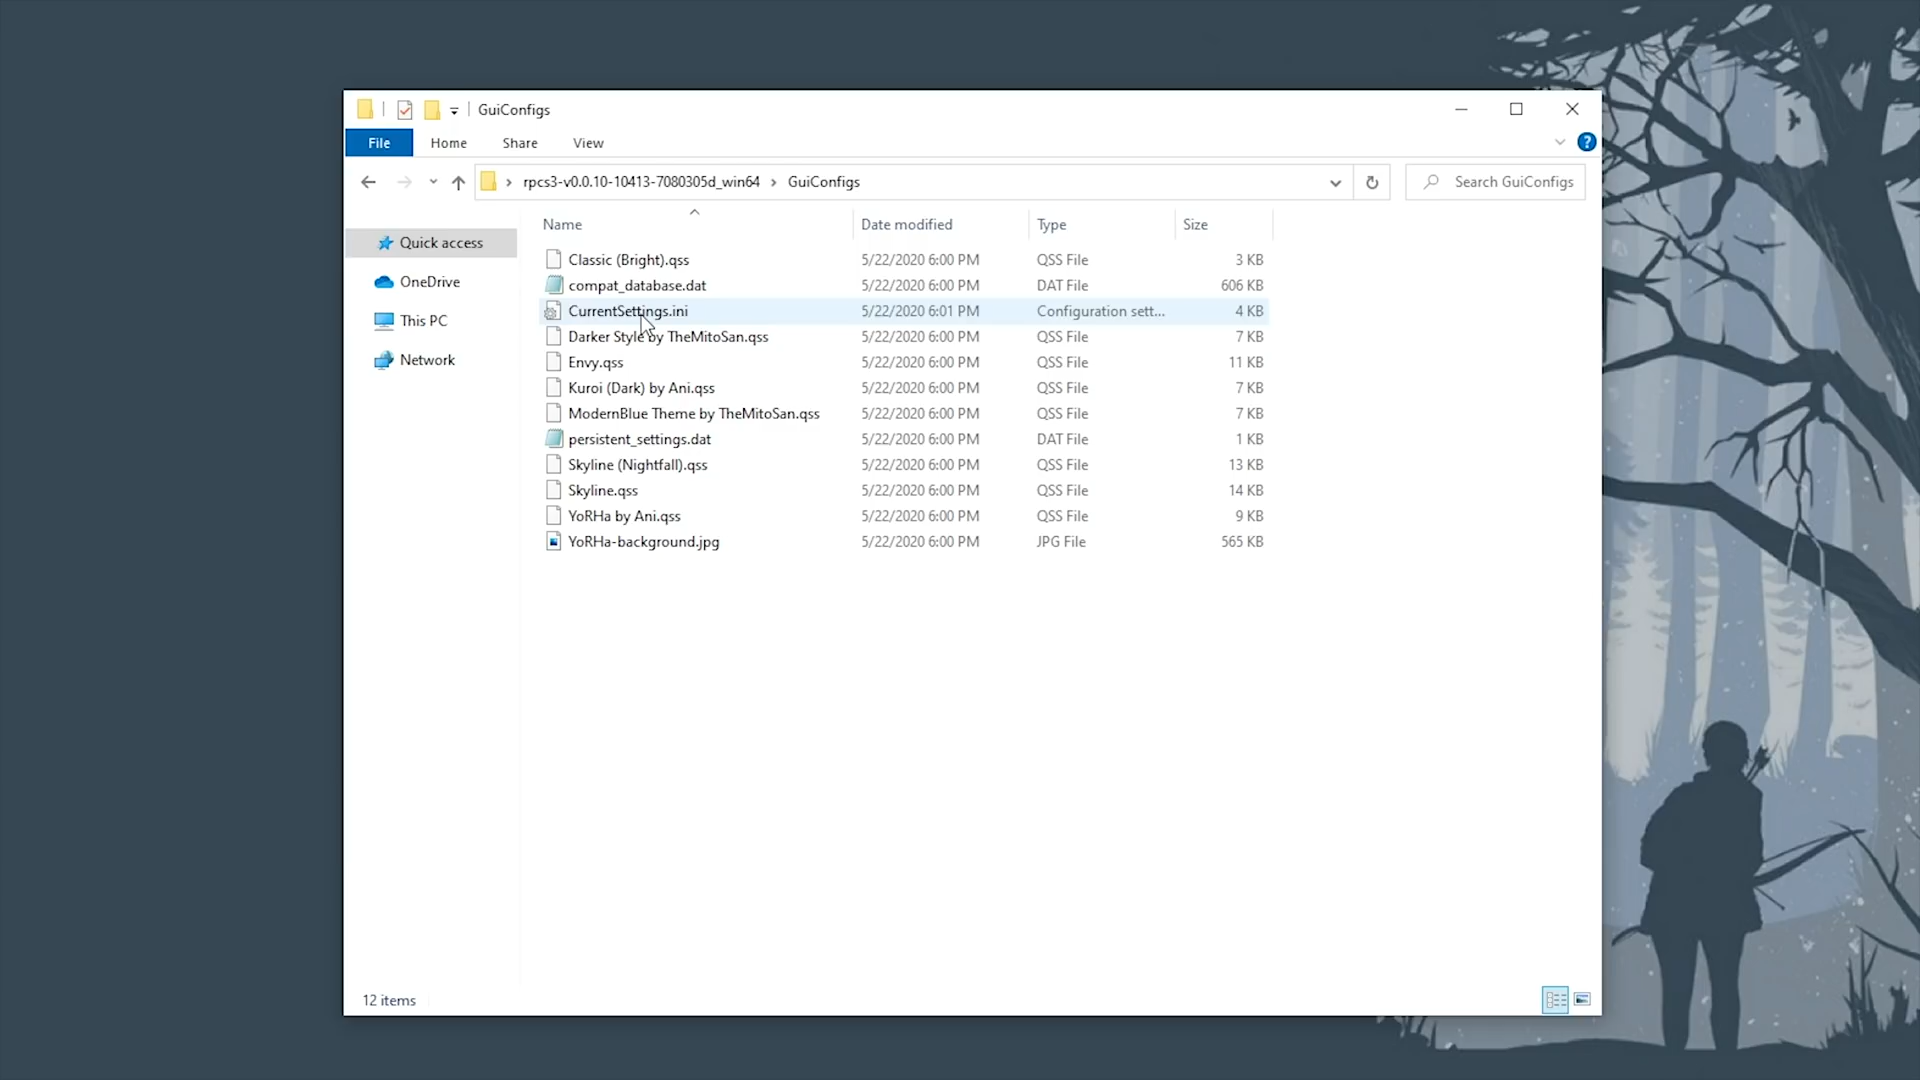 GuiConfigs
File Home Share View ?
rpcs3-v0.0.10-10413-7080305d_win64 GuiConfigs Search GuiConfigs
Name Date modified Type Size
Quick access
OneDrive
This PC
Network
Classic (Bright).qss 5/22/2020 6:00 PM QSS File 3 KB
compat_database.dat 5/22/2020 6:00 PM DAT File 606 KB
CurrentSettings.ini 5/22/2020 6:01 PM Configuration sett... 4 KB
Darker Style by TheMitoSan.qss 5/22/2020 6:00 PM QSS File 7 KB
Envy.qss 5/22/2020 6:00 PM QSS File 11 KB
Kuroi (Dark) by Ani.qss 5/22/2020 6:00 PM QSS File 7 KB
ModernBlue Theme by TheMitoSan.qss 5/22/2020 6:00 PM QSS File 7 KB
persistent_settings.dat 5/22/2020 6:00 PM DAT File 1 KB
Skyline (Nightfall).qss 5/22/2020 6:00 PM QSS File 13 KB
Skyline.qss 5/22/2020 6:00 PM QSS File 14 KB
YoRHa by Ani.qss 5/22/2020 6:00 PM QSS File 9 KB
YoRHa-background.jpg 5/22/2020 6:00 PM JPG File 565 KB
12 items